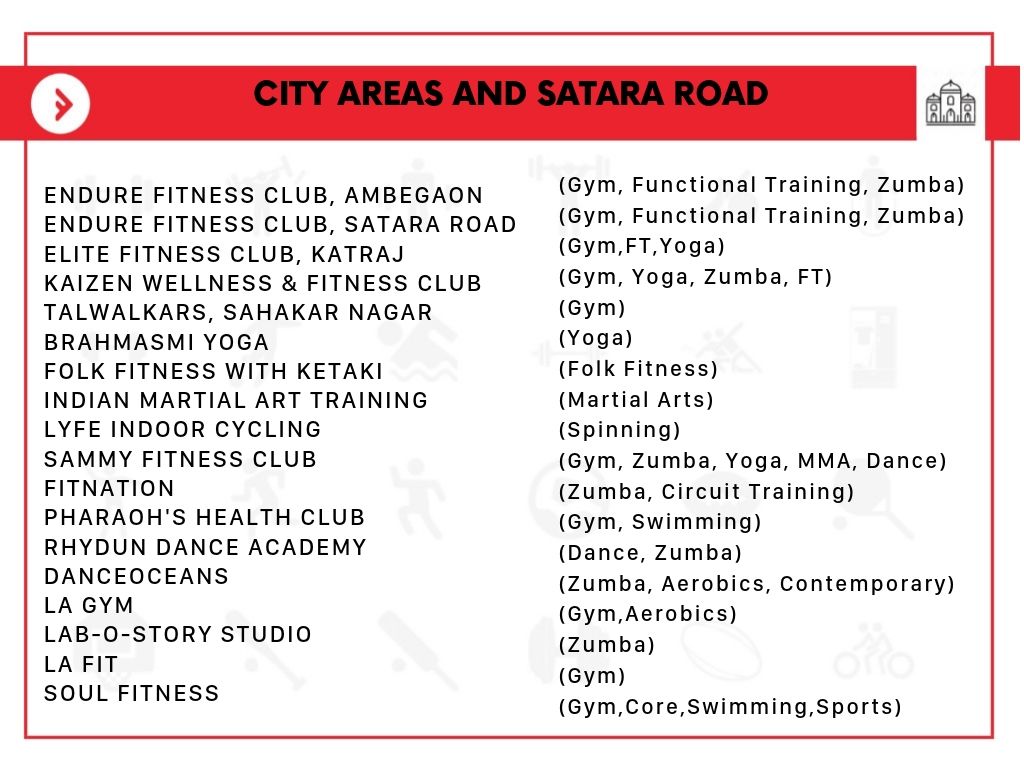 CITY AREAS AND SATARA ROAD
ENDURE FITNESS CLUB, AMBEGAON (Gym, Functional Training, Zumba)
ENDURE FITNESS CLUB, SATARA ROAD (Gym, Functional Training, Zumba)
ELITE FITNESS CLUB, KATRAJ (Gym,FT,Yoga)
KAIZEN WELLNESS & FITNESS CLUB (Gym, Yoga, Zumba, FT)
TALWALKARS, SAHAKAR NAGAR (Gym)
BRAHMASMI YOGA (Yoga)
FOLK FITNESS WITH KETAKI (Folk Fitness)
INDIAN MARTIAL ART TRAINING (Martial Arts)
LYFE INDOOR CYCLING (Spinning)
SAMMY FITNESS CLUB (Gym, Zumba, Yoga, MMA, Dance)
FITNATION (Zumba, Circuit Training)
PHARAOH'S HEALTH CLUB (Gym, Swimming)
RHYDUN DANCE ACADEMY (Dance, Zumba)
DANCEOCEANS (Zumba, Aerobics, Contemporary)
LA GYM (Gym,Aerobics)
LAB-O-STORY STUDIO (Zumba)
LA FIT (Gym)
SOUL FITNESS (Gym,Core,Swimming,Sports)